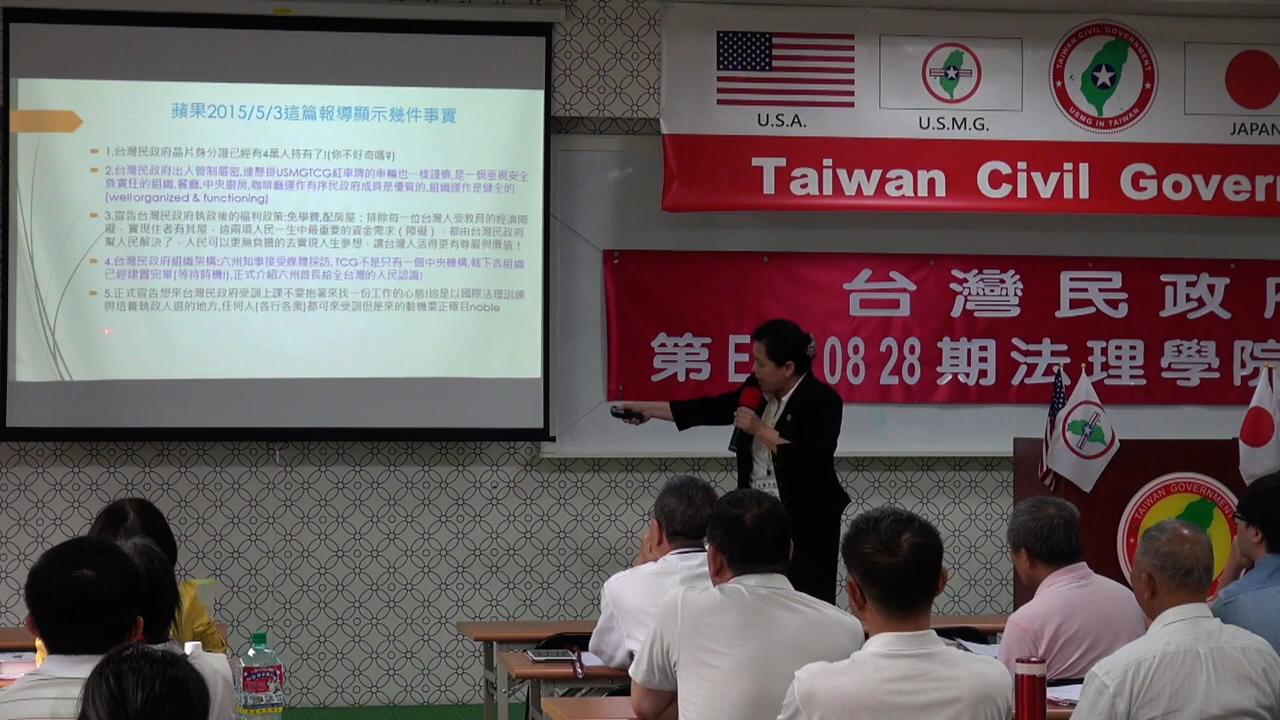 蘋果2015/5/3這篇報導顯示幾件事實
1.台灣民政府晶片身分證已經有4萬人持有了!(你不好奇嗎?)
2.台灣民政府出入管制嚴密,連懸掛USMGTCG紅車牌的車輛也一樣謹慎,是一個重視安全
負責任的組織,餐廳,中央廚房,咖啡廳運作有序民政府成員是優質的,組織運作是健全的
(well organized & functioning)
3.宣告台灣民政府執政後的福利政策:免學費,配房屋；排除每一位台灣人受教育的經濟障
礙，實現住者有其屋，這兩項人民一生中最重要的資金需求（障礙），都由台灣民政府
幫人民解決了，人民可以更無負擔的去實現人生夢想，讓台灣人活得更有尊嚴與價值！
4.台灣民政府組織架構:六州知事接受媒體採訪,TCG不是只有一個中央機構,轄下各組織
已經建置完畢(等待時機!),正式介紹六州首長給全台灣的人民認識!
5.正式宣告想來台灣民政府受訓上課不要抱著來找一份工作的心態!這是以國際法理訓練
與培養執政人選的地方,任何人(各行各業)都可來受訓但是來的動機要正確且noble
U.S.A.
U.S.M.G.
TAIWAN CIVIL GOVERNMENT
USMG IN TAIWAN
JAPAN
Taiwan Civil Govern
台灣民政府
第E 08 28期法理學院
TAIWAN GOVERNMENT